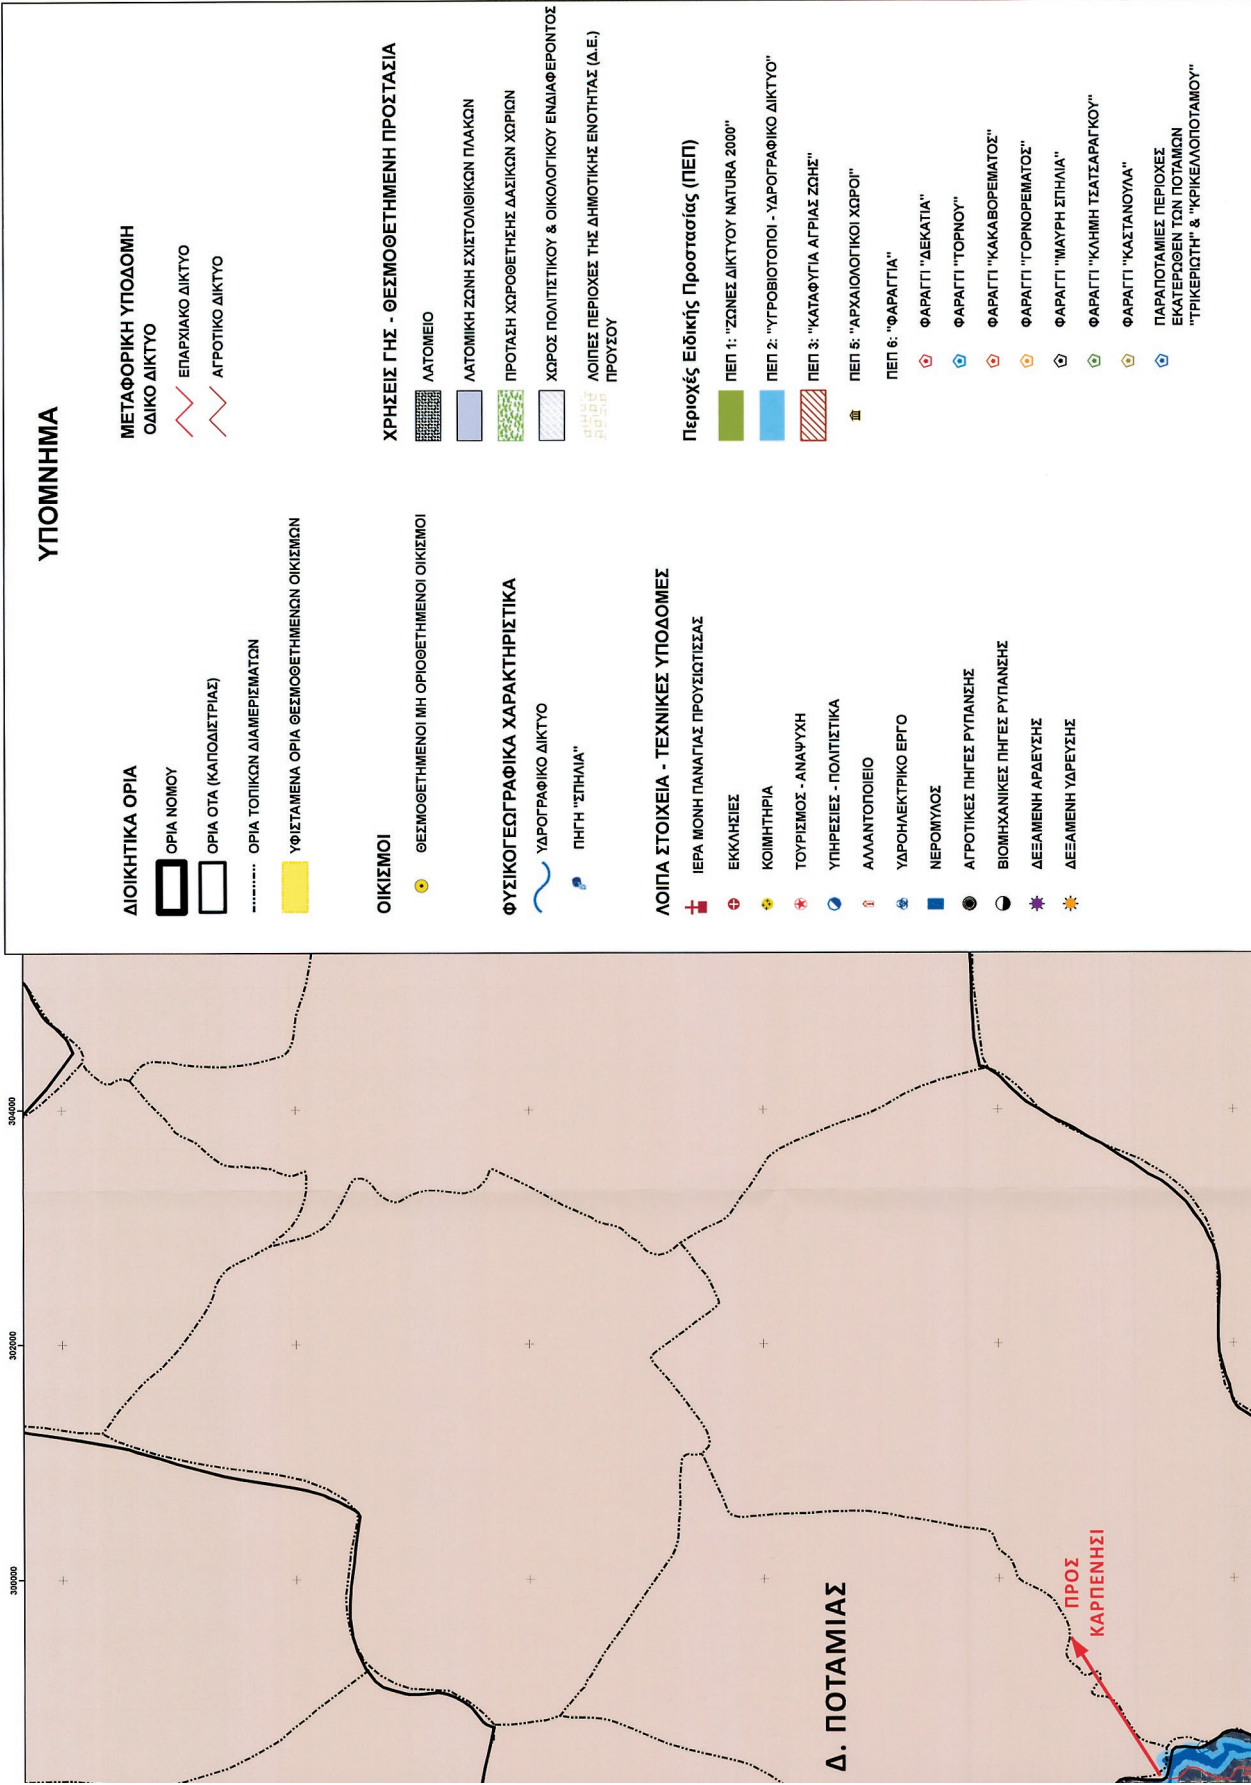 ΥΠΟΜΝΗΜΑ
ΔΙΟΙΚΗΤΙΚΑ ΟΡΙΑ
ΟΡΙΑ ΝΟΜΟΥ
ΟΡΙΑ ΟΤΑ (ΚΑΠΟΔΙΣΤΡΙΑΣ)
ΟΡΙΑ ΤΟΠΙΚΩΝ ΔΙΑΜΕΡΙΣΜΑΤΩΝ
ΥΦΙΣΤΑΜΕΝΑ ΟΡΙΑ ΘΕΣΜΟΘΕΤΗΜΕΝΩΝ ΟΙΚΙΣΜΩΝ
ΟΙΚΙΣΜΟΙ
ΘΕΣΜΟΘΕΤΗΜΕΝΟΙ ΜΗ ΟΡΙΟΘΕΤΗΜΕΝΟΙ ΟΙΚΙΣΜΟΙ
ΦΥΣΙΚΟΓΕΩΓΡΑΦΙΚΑ ΧΑΡΑΚΤΗΡΙΣΤΙΚΑ
ΥΔΡΟΓΡΑΦΙΚΟ ΔΙΚΤΥΟ
ΠΗΓΗ "ΣΠΗΛΙΑ"
ΛΟΙΠΑ ΣΤΟΙΧΕΙΑ - ΤΕΧΝΙΚΕΣ ΥΠΟΔΟΜΕΣ
ΙΕΡΑ ΜΟΝΗ ΠΑΝΑΓΙΑΣ ΠΡΟΥΣΙΩΤΙΣΣΑΣ
ΕΚΚΛΗΣΙΕΣ
ΚΟΙΜΗΤΗΡΙΑ
ΤΟΥΡΙΣΜΟΣ - ΑΝΑΨΥΧΗ
ΥΠΗΡΕΣΙΕΣ - ΠΟΛΙΤΙΣΤΙΚΑ
ΑΛΛΑΝΤΟΠΟΙΕΙΟ
ΥΔΡΟΗΛΕΚΤΡΙΚΟ ΕΡΓΟ
ΝΕΡΟΜΥΛΟΣ
ΑΓΡΟΤΙΚΕΣ ΠΗΓΕΣ ΡΥΠΑΝΣΗΣ
ΒΙΟΜΗΧΑΝΙΚΕΣ ΠΗΓΕΣ ΡΥΠΑΝΣΗΣ
ΔΕΞΑΜΕΝΗ ΑΡΔΕΥΣΗΣ
ΔΕΞΑΜΕΝΗ ΥΔΡΕΥΣΗΣ
ΜΕΤΑΦΟΡΙΚΗ ΥΠΟΔΟΜΗ
ΟΔΙΚΟ ΔΙΚΤΥΟ
ΕΠΑΡΧΙΑΚΟ ΔΙΚΤΥΟ
ΑΓΡΟΤΙΚΟ ΔΙΚΤΥΟ
ΧΡΗΣΕΙΣ ΓΗΣ - ΘΕΣΜΟΘΕΤΗΜΕΝΗ ΠΡΟΣΤΑΣΙΑ
ΛΑΤΟΜΕΙΟ
ΛΑΤΟΜΙΚΗ ΖΩΝΗ ΣΧΙΣΤΟΛΙΘΙΚΩΝ ΠΛΑΚΩΝ
ΠΡΟΤΑΣΗ ΧΩΡΟΘΕΤΗΣΗΣ ΔΑΣΙΚΩΝ ΧΩΡΙΩΝ
ΧΩΡΟΣ ΠΟΛΙΤΙΣΤΙΚΟΥ & ΟΙΚΟΛΟΓΙΚΟΥ ΕΝΔΙΑΦΕΡΟΝΤΟΣ
ΛΟΙΠΕΣ ΠΕΡΙΟΧΕΣ ΤΗΣ ΔΗΜΟΤΙΚΗΣ ΕΝΟΤΗΤΑΣ (Δ.Ε.)
ΠΡΟΥΣΟΥ
Περιοχές Ειδικής Προστασίας (ΠΕΠ)
ΠΕΠ 1: "ΖΩΝΕΣ ΔΙΚΤΥΟΥ NATURA 2000"
ΠΕΠ 2: "ΥΓΡΟΒΙΟΤΟΠΟΙ - ΥΔΡΟΓΡΑΦΙΚΟ ΔΙΚΤΥΟ"
ΠΕΠ 3: "ΚΑΤΑΦΥΓΙΑ ΑΓΡΙΑΣ ΖΩΗΣ"
ΠΕΠ 5: "ΑΡΧΑΙΟΛΟΓΙΚΟΙ ΧΩΡΟΙ"
ΠΕΠ 6: "ΦΑΡΑΓΓΙΑ"
ΦΑΡΑΓΓΙ "ΔΕΚΑΤΙΑ"
ΦΑΡΑΓΓΙ "ΤΟΡΝΟΥ"
ΦΑΡΑΓΓΙ "ΚΑΚΑΒΟΡΕΜΑΤΟΣ"
ΦΑΡΑΓΓΙ "ΓΟΡΝΟΡΕΜΑΤΟΣ"
ΦΑΡΑΓΓΙ "ΜΑΥΡΗ ΣΠΗΛΙΑ"
ΦΑΡΑΓΓΙ "ΚΛΗΜΗ ΤΣΑΤΣΑΡΑΓΚΟΥ"
ΦΑΡΑΓΓΙ "ΚΑΣΤΑΝΟΥΛΑ"
ΠΑΡΑΠΟΤΑΜΙΕΣ ΠΕΡΙΟΧΕΣ
ΕΚΑΤΕΡΩΘΕΝ ΤΩΝ ΠΟΤΑΜΩΝ
"ΤΡΙΚΕΡΙΩΤΗ" & "ΚΡΙΚΕΛΛΟΠΟΤΑΜΟΥ"
300000
302000
304000
Δ. ΠΟΤΑΜΙΑΣ
ΠΡΟΣ
ΚΑΡΠΕΝΗΣΙ